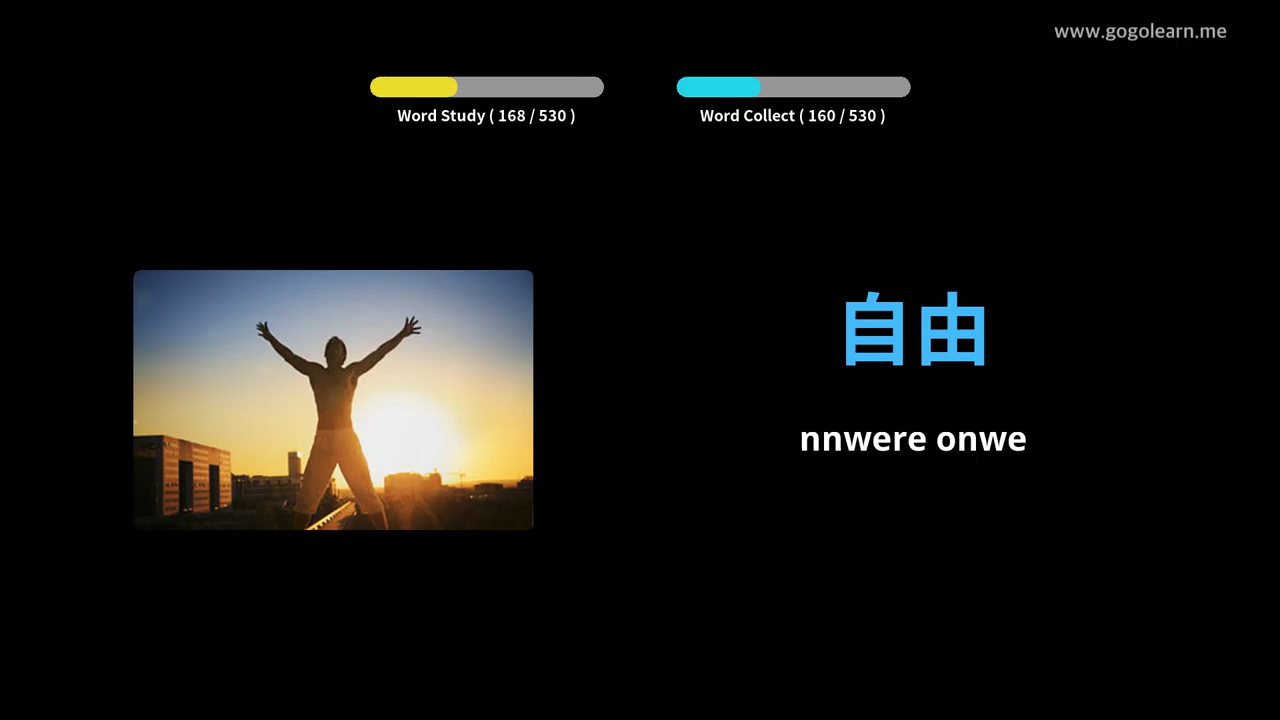 www.gogolearn.me
Word Study ( 168 / 530 )
Word Collect ( 160 / 530 )
自由
nnwere onwe